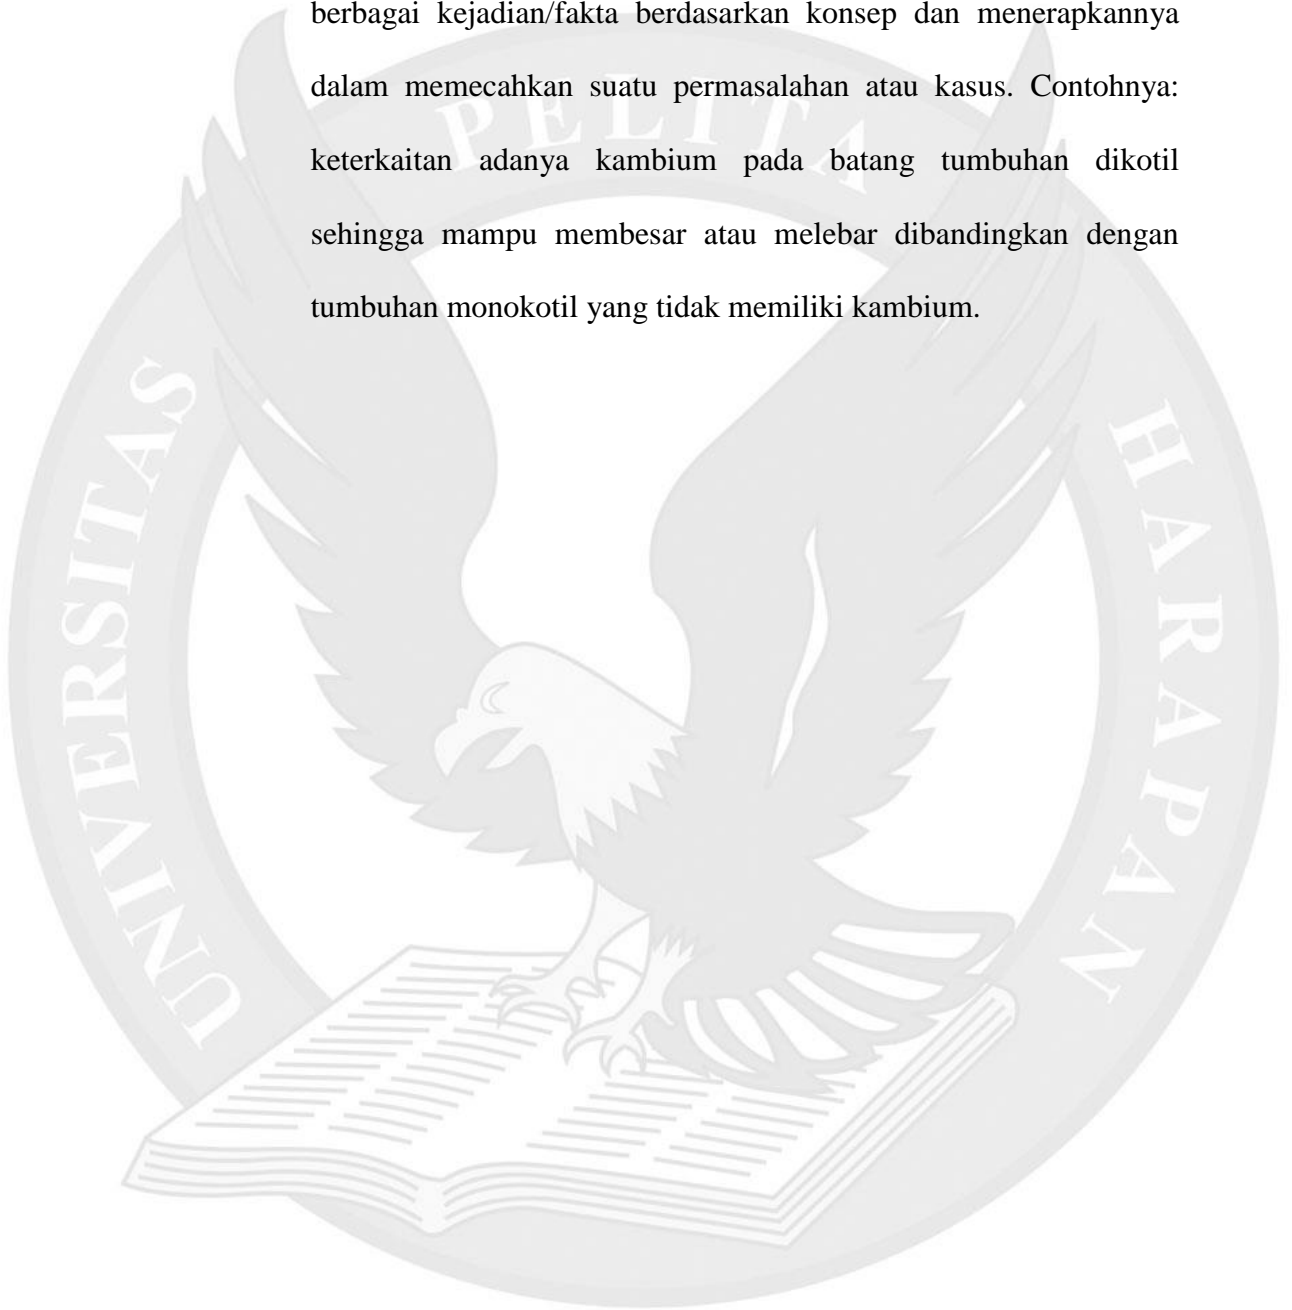 berbagai kejadian/fakta berdasarkan konsep dan menerapkannya
dalam memecahkan suatu permasalahan atau kasus. Contohnya:
keterkaitan adanya kambium pada batang tumbuhan dikotil
sehingga mampu membesar atau melebar dibandingkan dengan
tumbuhan monokotil yang tidak memiliki kambium.
UNIVERSITAS
PELITA
HARAPAN